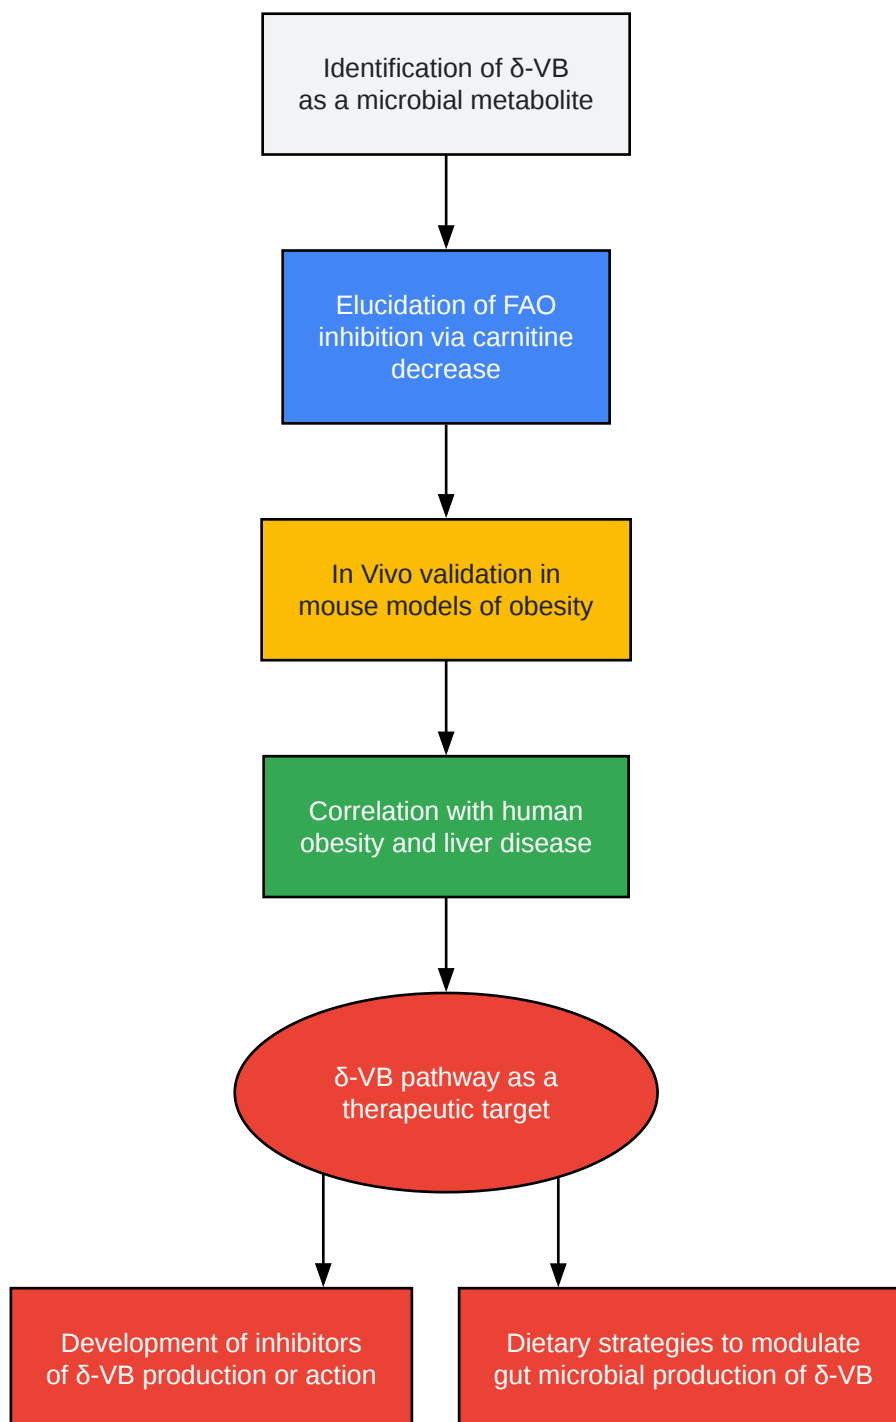 Identification of δ-VB
as a microbial metabolite
Elucidation of FAO
inhibition via carnitine
decrease
In Vivo validation in
mouse models of obesity
Correlation with human
obesity and liver disease
δ-VB pathway as a
therapeutic target
Development of inhibitors
of δ-VB production or action
Dietary strategies to modulate
gut microbial production of δ-VB